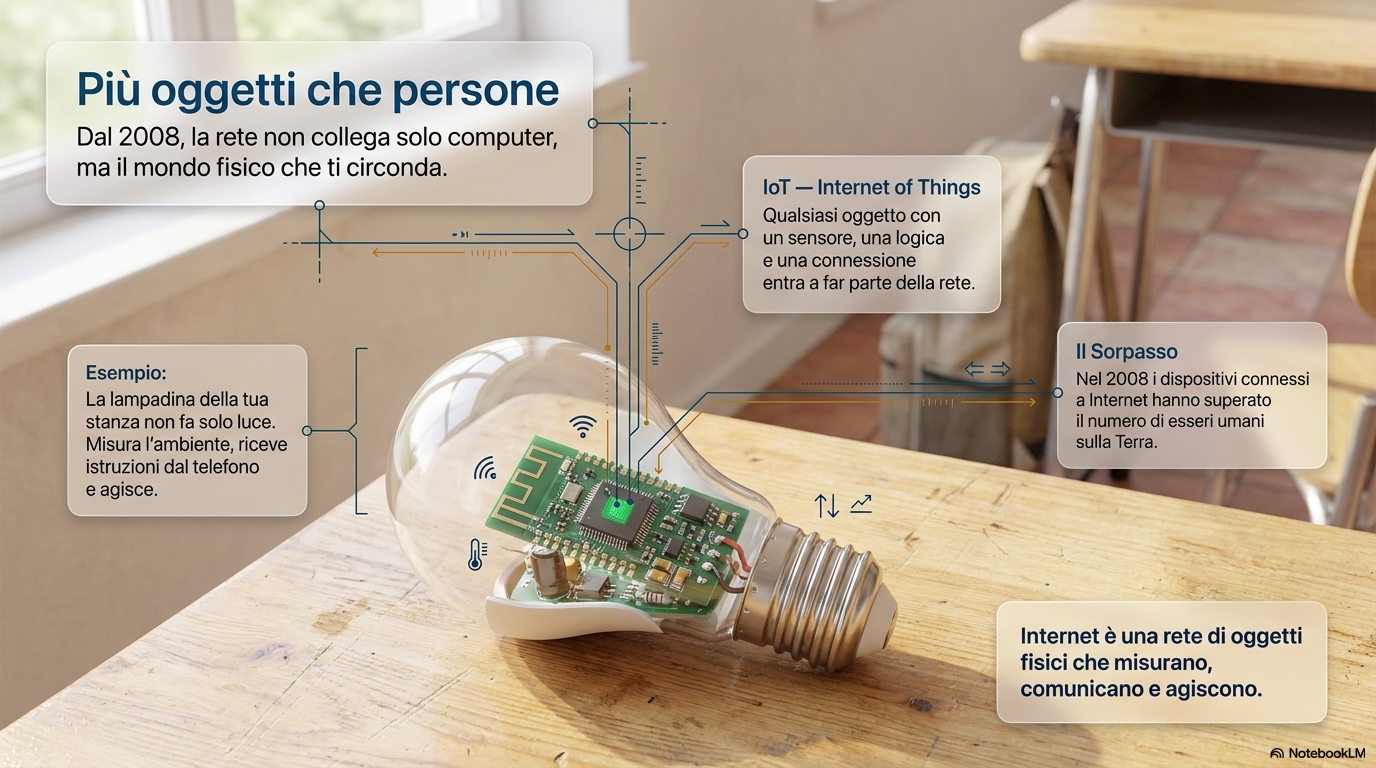 Più oggetti che persone
Dal 2008, la rete non collega solo computer,
ma il mondo fisico che ti circonda.
IoT — Internet of Things
Qualsiasi oggetto con
un sensore, una logica
e una connessione
entra a far parte della rete.
Esempio:
La lampadina della tua
stanza non fa solo luce.
Misura l'ambiente, riceve
istruzioni dal telefono
e agisce.
Il Sorpasso
Nel 2008 i dispositivi connessi
a Internet hanno superato
il numero di esseri umani
sulla Terra.
Internet è una rete di oggetti
fisici che misurano,
comunicano e agiscono.
NotebookLM